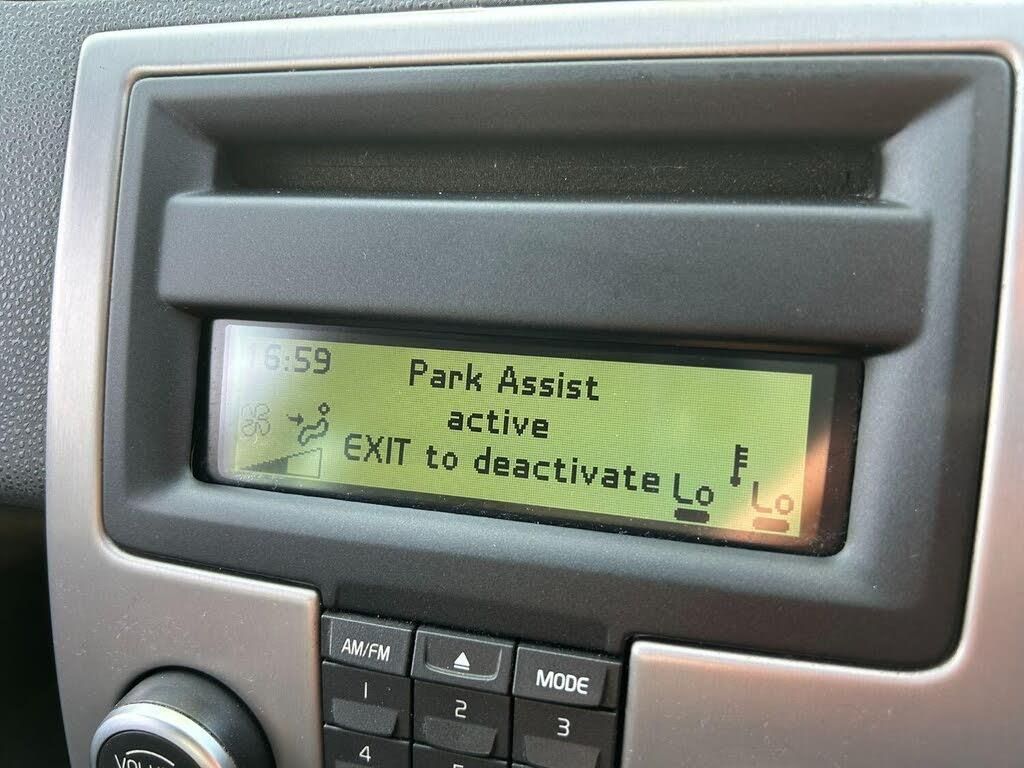 16:59
Park Assist
active
EXIT to deactivate
Lo
Lo
AM/FM
MODE
1
2
3
4